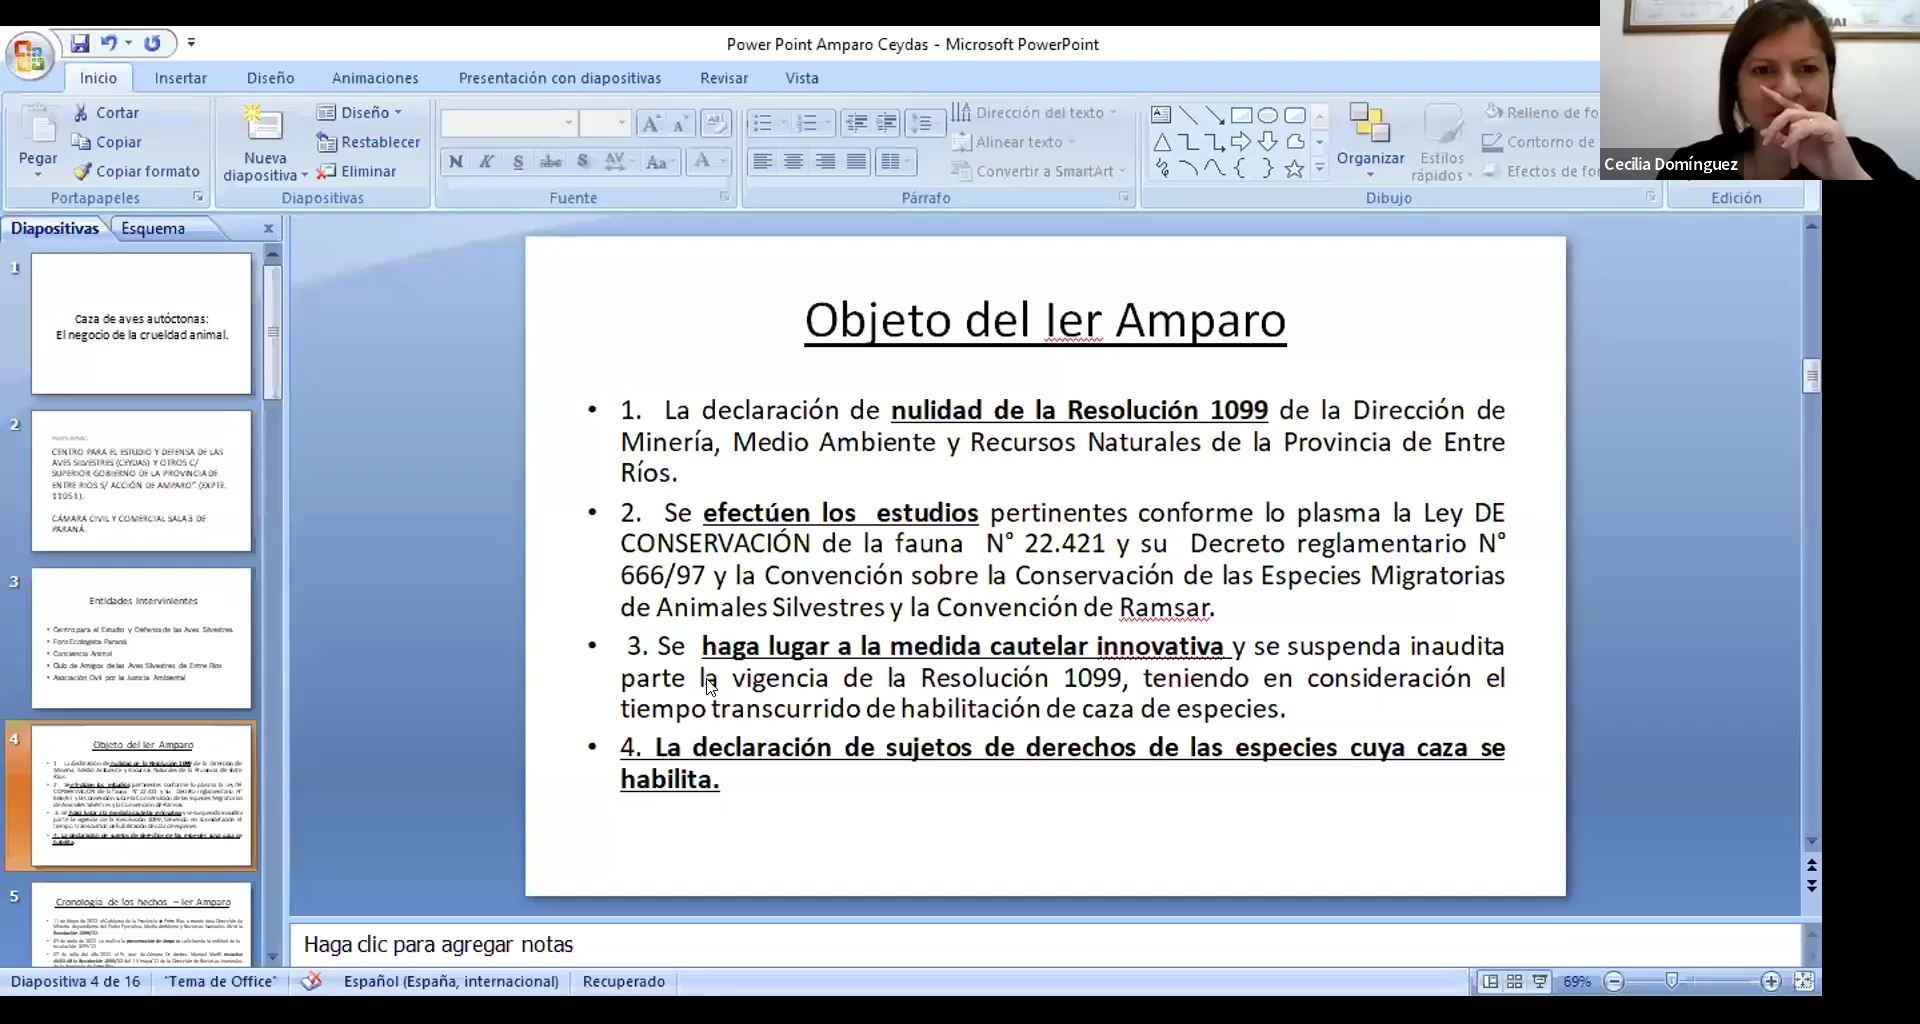 Power Point Amparo Ceydas - Microsoft PowerPoint
Inicio
Insertar
Diseño
Animaciones
Presentación con diapositivas
Revisar
Vista
Pegar
Cortar
Copiar
Copiar formato
Portapapeles
Nueva
diapositiva
Diseño
Restablecer
Eliminar
Diapositivas
N K S abc S AV Aa A
Fuente
Dirección del texto
Alinear texto
Convertir a SmartArt
Párrafo
Organizar
Estilos
rápidos
Relleno de fo
Contorno de
Efectos de fo
Dibujo
Edición
Cecilia Domínguez
Diapositivas
Esquema
1
Caza de aves autóctonas:
El negocio de la crueldad animal.
2
CENTRO PARA EL ESTUDIO Y DEFENSA DE LAS
AVES SILVESTRES (CEYDAS) Y OTROS C/
SUPERIOR GOBIERNO DE LA PROVINCIA DE
ENTRE RIOS S/ ACCIÓN DE AMPARO". (EXPTE.
11051).
CÁMARA CIVIL Y COMERCIAL SALA 3 DE
PARANÁ.
3
Entidades Intervinientes
• Centro para el Estudio y Defensa de las Aves Silvestres
• Foro Ecologista Paraná
• Conciencia Animal
• Club de Amigos de las Aves Silvestres de Entre Ríos
• Asociación Civil por la Justicia Ambiental
4
Objeto del Ier Amparo
5
Cronología de los hechos – Ier Amparo
Objeto del Ier Amparo
• 1. La declaración de nulidad de la Resolución 1099 de la Dirección de
Minería, Medio Ambiente y Recursos Naturales de la Provincia de Entre
Ríos.
• 2. Se efectúen los estudios pertinentes conforme lo plasma la Ley DE
CONSERVACIÓN de la fauna N° 22.421 y su Decreto reglamentario N°
666/97 y la Convención sobre la Conservación de las Especies Migratorias
de Animales Silvestres y la Convención de Ramsar.
• 3. Se haga lugar a la medida cautelar innovativa y se suspenda inaudita
parte la vigencia de la Resolución 1099, teniendo en consideración el
tiempo transcurrido de habilitación de caza de especies.
• 4. La declaración de sujetos de derechos de las especies cuya caza se
habilita.
Haga clic para agregar notas
Diapositiva 4 de 16
"Tema de Office"
Español (España, internacional)
Recuperado
69%